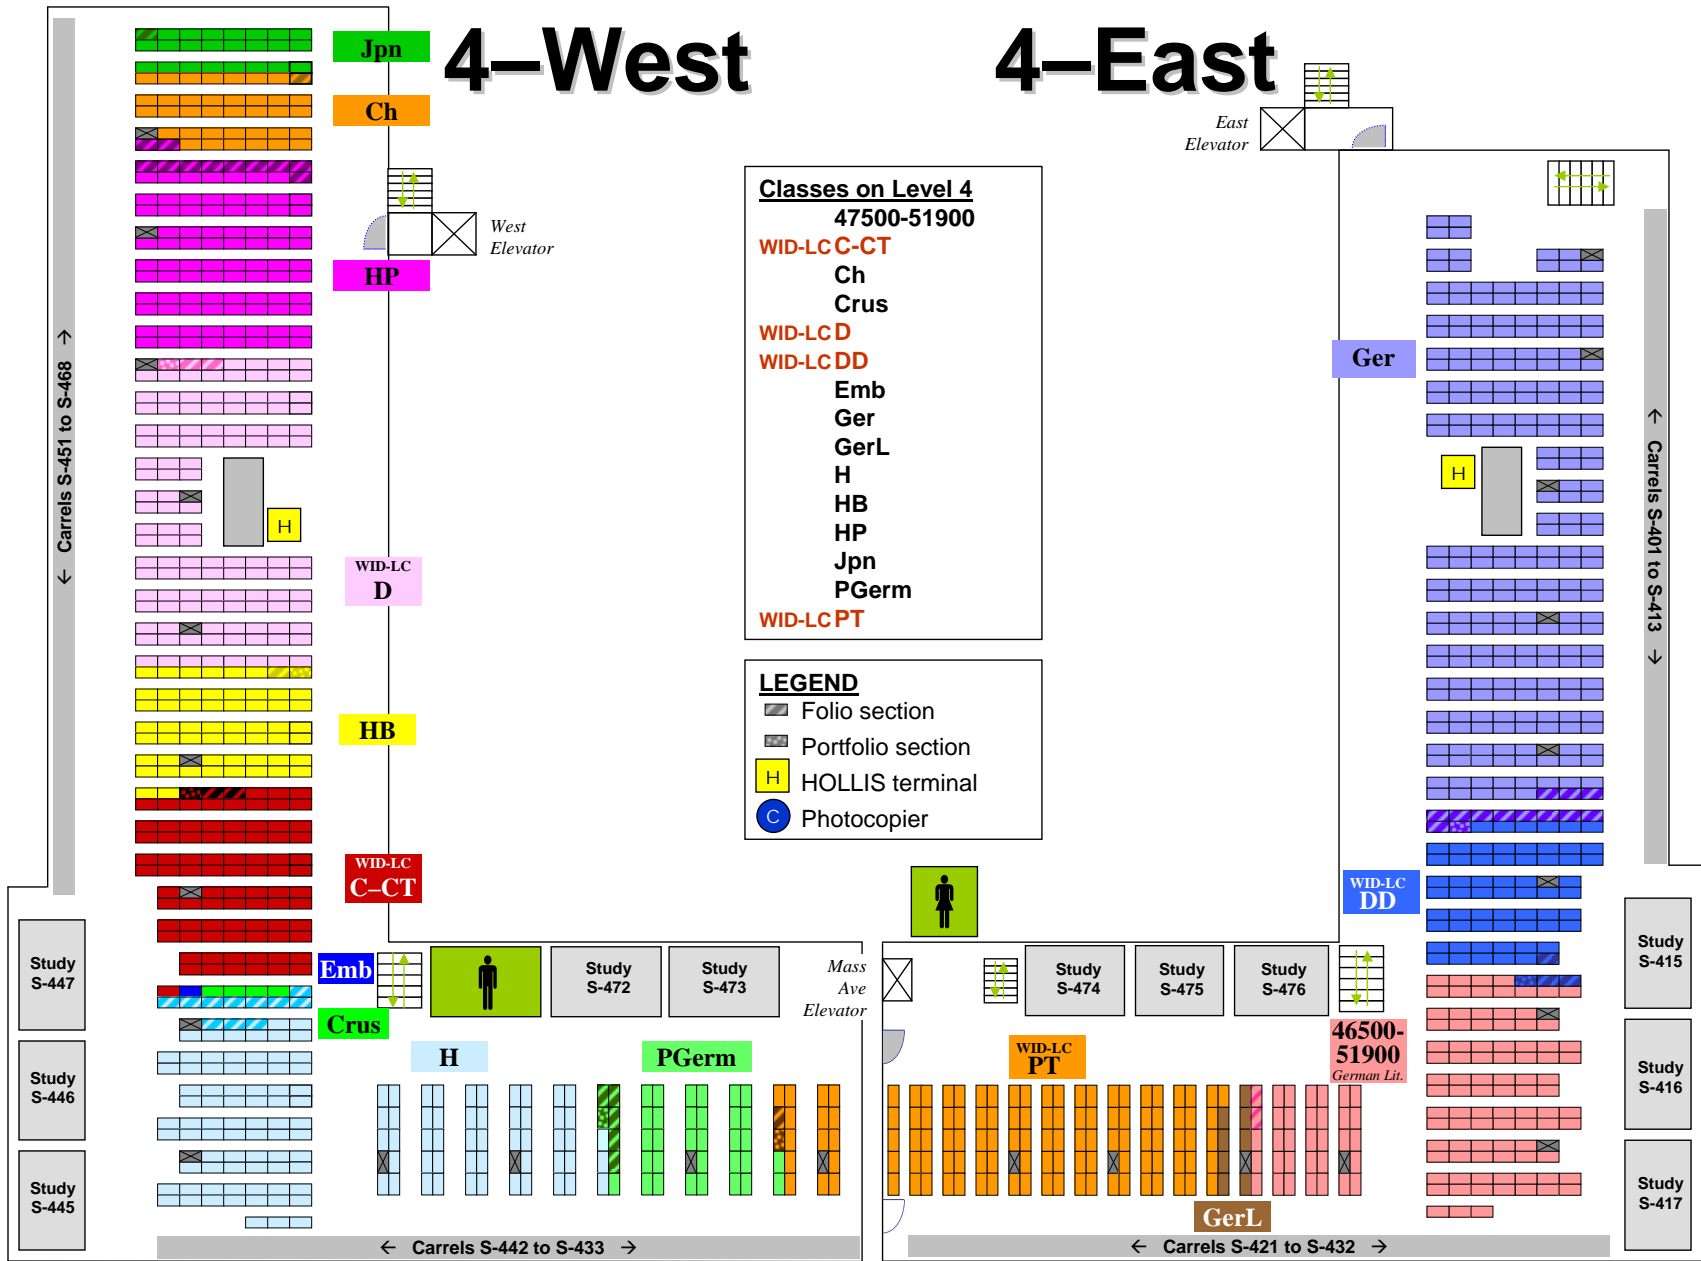 4–West
4–East
Jpn
Ch
East
Elevator
West
Elevator
HP
Classes on Level 4
47500-51900
WID-LC C-CT
Ch
Crus
WID-LC D
WID-LC DD
Emb
Ger
GerL
H
HB
HP
Jpn
PGerm
WID-LC PT
Ger
← Carrels S-451 to S-468 →
← Carrels S-401 to S-413 →
H
H
WID-LC
D
LEGEND
Folio section
Portfolio section
H HOLLIS terminal
C Photocopier
HB
WID-LC
C–CT
WID-LC
DD
Study
S-447
Emb
Study
S-472
Study
S-473
Mass
Ave
Elevator
Study
S-474
Study
S-475
Study
S-476
Study
S-415
Crus
H
PGerm
WID-LC
PT
46500-
51900
German Lit.
Study
S-446
Study
S-416
Study
S-445
Study
S-417
GerL
← Carrels S-442 to S-433 →
← Carrels S-421 to S-432 →